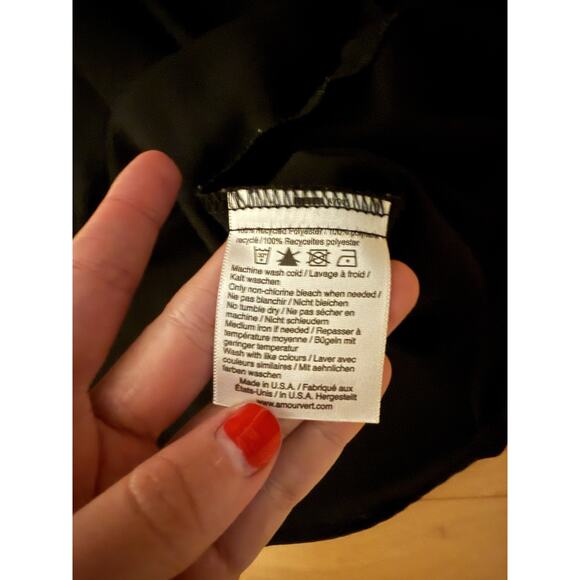 100% Recycled Polyester / 100% polyester
recyclé / 100% Recyceltes polyester
30°
Machine wash cold / Lavage à froid /
Kalt waschen
Only non-chlorine bleach when needed /
Ne pas blanchir / Nicht bleichen
No tumble dry / Ne pas sécher en
machine / Nicht schleudern
Medium iron if needed / Repasser à
température moyenne / Bügeln mit
geringer temperatur
Wash with like colours / Laver avec
couleurs similaires / Mit aehnlichen
farben waschen
Made in U.S.A. / Fabriqué aux
États-Unis / In U.S.A. Hergestellt
www.amourvert.com